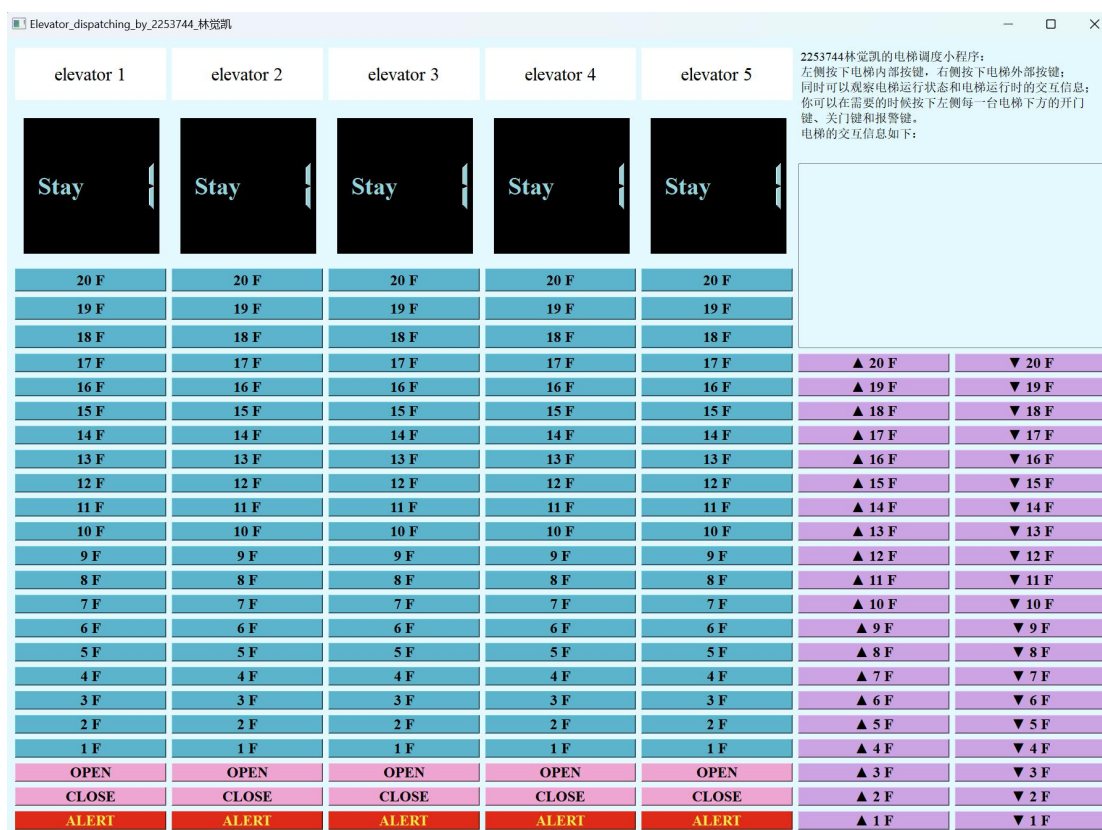 Elevator_dispatching_by_2253744_林觉凯
elevator 1 elevator 2 elevator 3 elevator 4 elevator 5
2253744林觉凯的电梯调度小程序：
左侧按下电梯内部按键，右侧按下电梯外部按键；
同时可以观察电梯运行状态和电梯运行时的交互信息；
你可以在需要的时候按下左侧每一台电梯下方的开门
键、关门键和报警键。
电梯的交互信息如下：
Stay 1 Stay 1 Stay 1 Stay 1 Stay 1
20 F 20 F 20 F 20 F 20 F
19 F 19 F 19 F 19 F 19 F
18 F 18 F 18 F 18 F 18 F
17 F 17 F 17 F 17 F 17 F ▲ 20 F ▼ 20 F
16 F 16 F 16 F 16 F 16 F ▲ 19 F ▼ 19 F
15 F 15 F 15 F 15 F 15 F ▲ 18 F ▼ 18 F
14 F 14 F 14 F 14 F 14 F ▲ 17 F ▼ 17 F
13 F 13 F 13 F 13 F 13 F ▲ 16 F ▼ 16 F
12 F 12 F 12 F 12 F 12 F ▲ 15 F ▼ 15 F
11 F 11 F 11 F 11 F 11 F ▲ 14 F ▼ 14 F
10 F 10 F 10 F 10 F 10 F ▲ 13 F ▼ 13 F
9 F 9 F 9 F 9 F 9 F ▲ 12 F ▼ 12 F
8 F 8 F 8 F 8 F 8 F ▲ 11 F ▼ 11 F
7 F 7 F 7 F 7 F 7 F ▲ 10 F ▼ 10 F
6 F 6 F 6 F 6 F 6 F ▲ 9 F ▼ 9 F
5 F 5 F 5 F 5 F 5 F ▲ 8 F ▼ 8 F
4 F 4 F 4 F 4 F 4 F ▲ 7 F ▼ 7 F
3 F 3 F 3 F 3 F 3 F ▲ 6 F ▼ 6 F
2 F 2 F 2 F 2 F 2 F ▲ 5 F ▼ 5 F
1 F 1 F 1 F 1 F 1 F ▲ 4 F ▼ 4 F
OPEN OPEN OPEN OPEN OPEN ▲ 3 F ▼ 3 F
CLOSE CLOSE CLOSE CLOSE CLOSE ▲ 2 F ▼ 2 F
ALERT ALERT ALERT ALERT ALERT ▲ 1 F ▼ 1 F